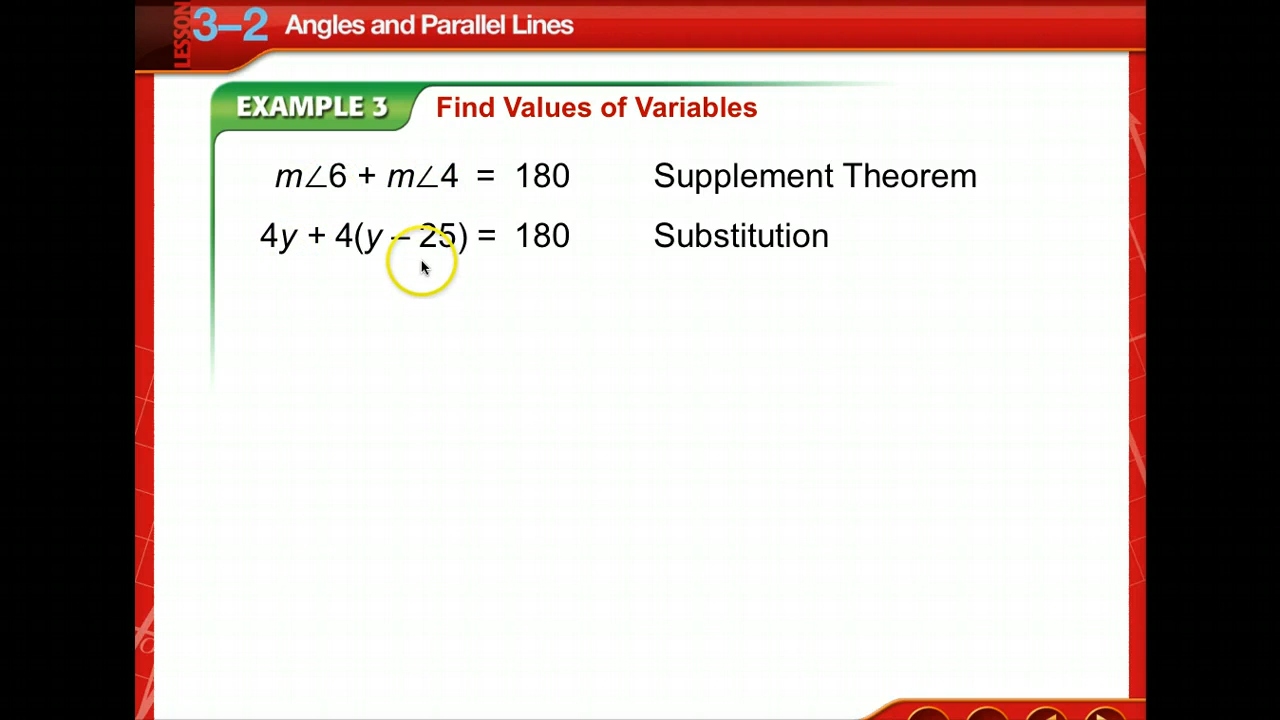 LESSON 3–2 Angles and Parallel Lines
EXAMPLE 3 Find Values of Variables
m∠6 + m∠4 = 180 Supplement Theorem
4y + 4(y – 25) = 180 Substitution